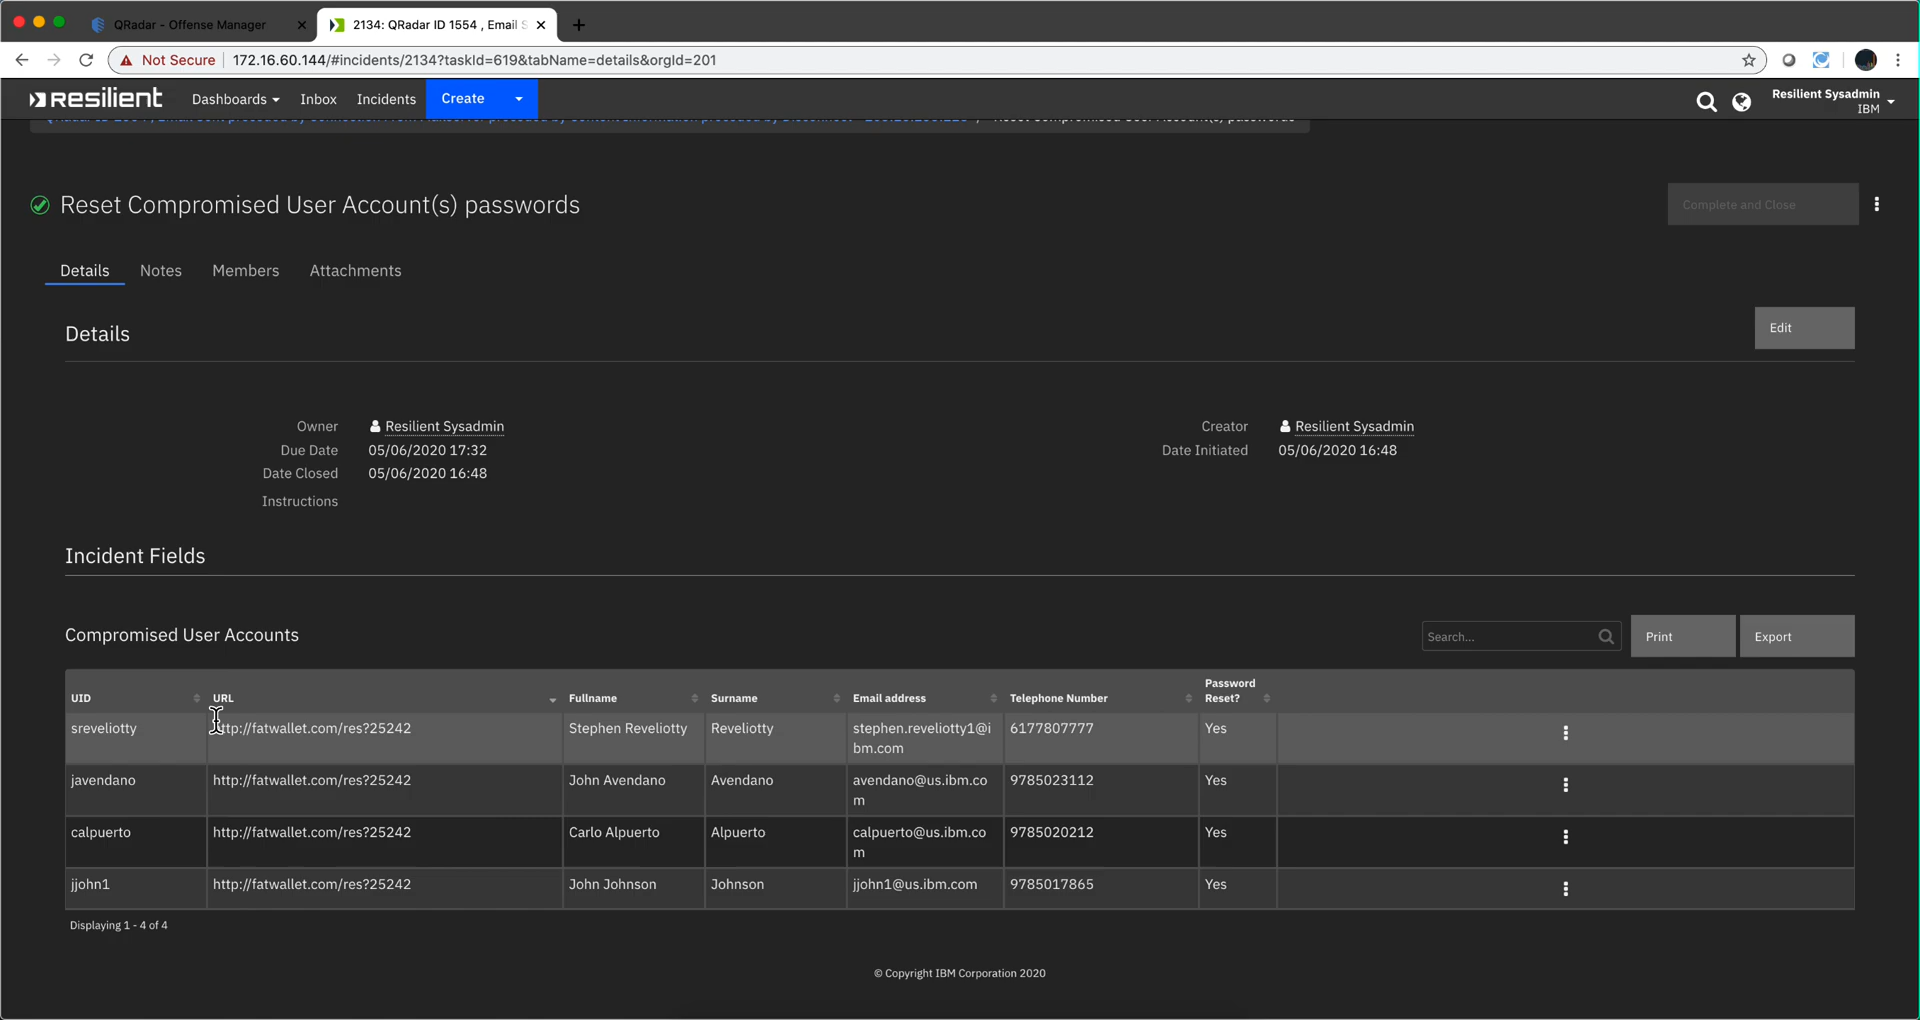 QRadar - Offense Manager
2134: QRadar ID 1554 , Email S
Not Secure
172.16.60.144/#incidents/2134?taskId=619&tabName=details&orgId=201
resilient
Dashboards
Inbox
Incidents
Create
Resilient Sysadmin
IBM
Reset Compromised User Account(s) passwords
Complete and Close
Details
Notes
Members
Attachments
Details
Edit
Owner
Resilient Sysadmin
Creator
Resilient Sysadmin
Due Date
05/06/2020 17:32
Date Initiated
05/06/2020 16:48
Date Closed
05/06/2020 16:48
Instructions
Incident Fields
Compromised User Accounts
Search...
Print
Export
UID
URL
Fullname
Surname
Email address
Telephone Number
Password
Reset?
sreveliotty
http://fatwallet.com/res?25242
Stephen Reveliotty
Reveliotty
stephen.reveliotty1@i
bm.com
6177807777
Yes
javendano
http://fatwallet.com/res?25242
John Avendano
Avendano
avendano@us.ibm.co
m
9785023112
Yes
calpuerto
http://fatwallet.com/res?25242
Carlo Alpuerto
Alpuerto
calpuerto@us.ibm.co
m
9785020212
Yes
jjohn1
http://fatwallet.com/res?25242
John Johnson
Johnson
jjohn1@us.ibm.com
9785017865
Yes
Displaying 1 - 4 of 4
© Copyright IBM Corporation 2020